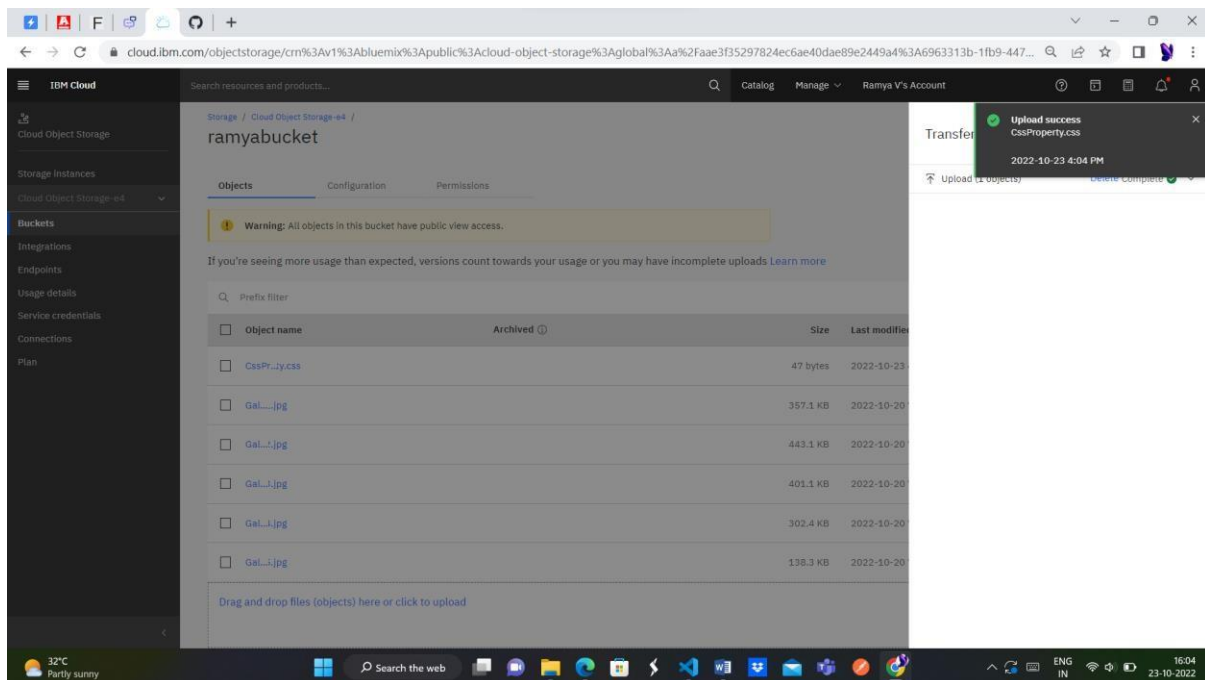 F
cloud.ibm.com/objectstorage/crn%3Av1%3Abluemix%3Apublic%3Acloud-object-storage%3Aglobal%3Aa%2Faae3f35297824ec6ae40dae89e2449a4%3A6963313b-1fb9-447...
IBM Cloud
Search resources and products...
Catalog
Manage
Ramya V's Account
Cloud Object Storage
Storage instances
Cloud Object Storage-e4
Buckets
Integrations
Endpoints
Usage details
Service credentials
Connections
Plan
Storage / Cloud Object Storage-e4 /
ramyabucket
Objects
Configuration
Permissions
Warning: All objects in this bucket have public view access.
If you're seeing more usage than expected, versions count towards your usage or you may have incomplete uploads Learn more
Prefix filter
Object name Archived Size Last modified
CssPr...ty.css 47 bytes 2022-10-23
Gal...jpg 357.1 KB 2022-10-20
443.1 KB 2022-10-20
401.1 KB 2022-10-20
302.4 KB 2022-10-20
138.3 KB 2022-10-20
Drag and drop files (objects) here or click to upload
Transfer
Upload success
CssProperty.css
2022-10-23 4:04 PM
Upload (1 objects) Delete Complete
32°C
Partly sunny
Search the web
ENG
IN
16:04
23-10-2022